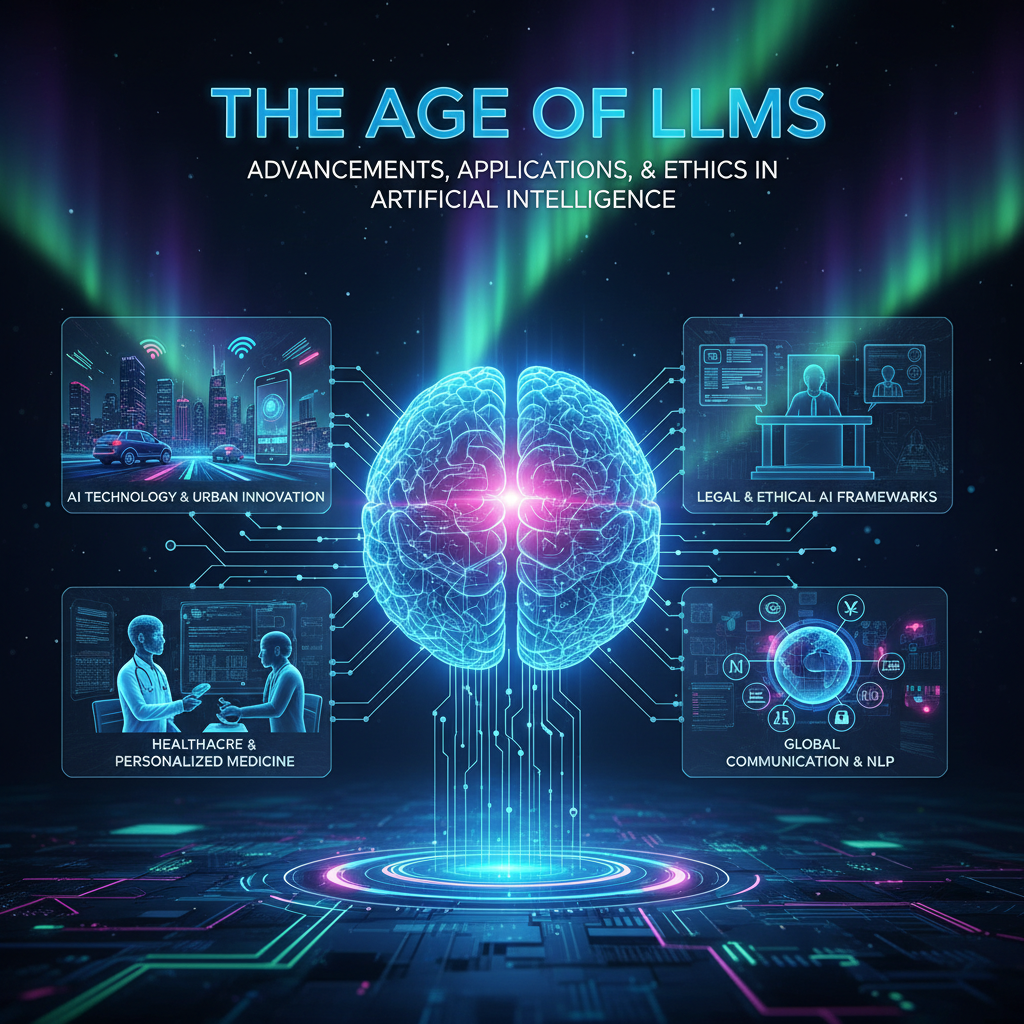 THE AGE OF LLMS
ADVANCEMENTS, APPLICATIONS, & ETHICS IN
ARTIFICIAL INTELLIGENCE
AI TECHNOLOGY & URBAN INNOVATION
LEGAL & ETHICAL AI FRAMEWARKS
HEALTHACRE &
PERSONALIZED MEDICINE
GLOBAL
COMMUNICATION & NLP